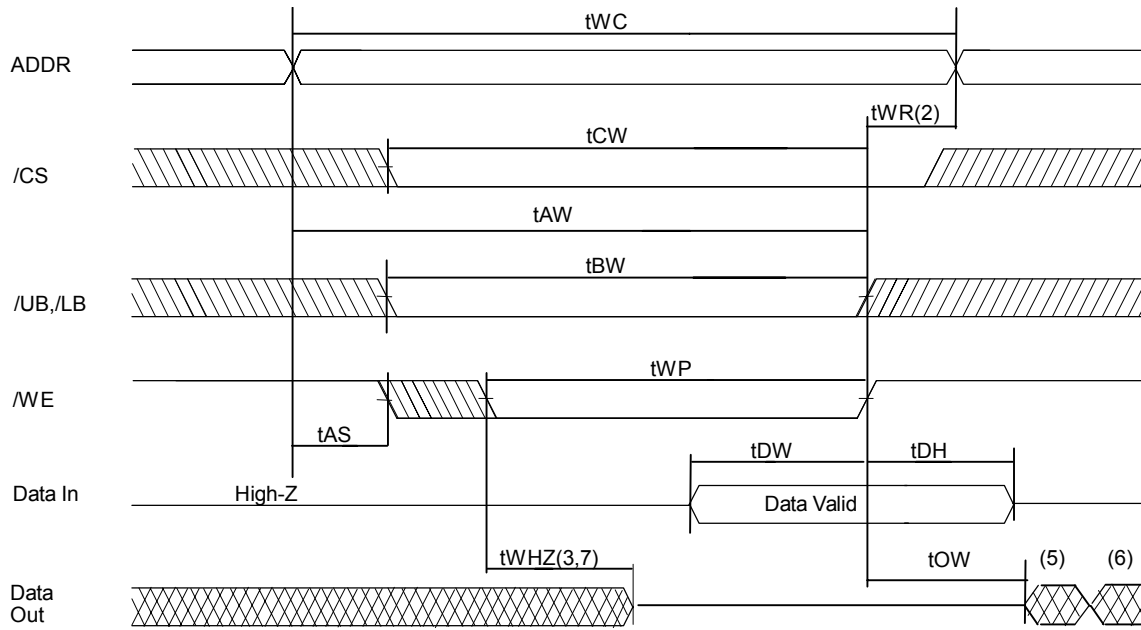 tWC
ADDR
tWR(2)
tCW
/CS
tAW
tBW
/UB,/LB
tWP
/WE
tAS
tDW
tDH
Data In
High-Z
Data Valid
tWHZ(3,7)
tOW
(5)
(6)
Data
Out